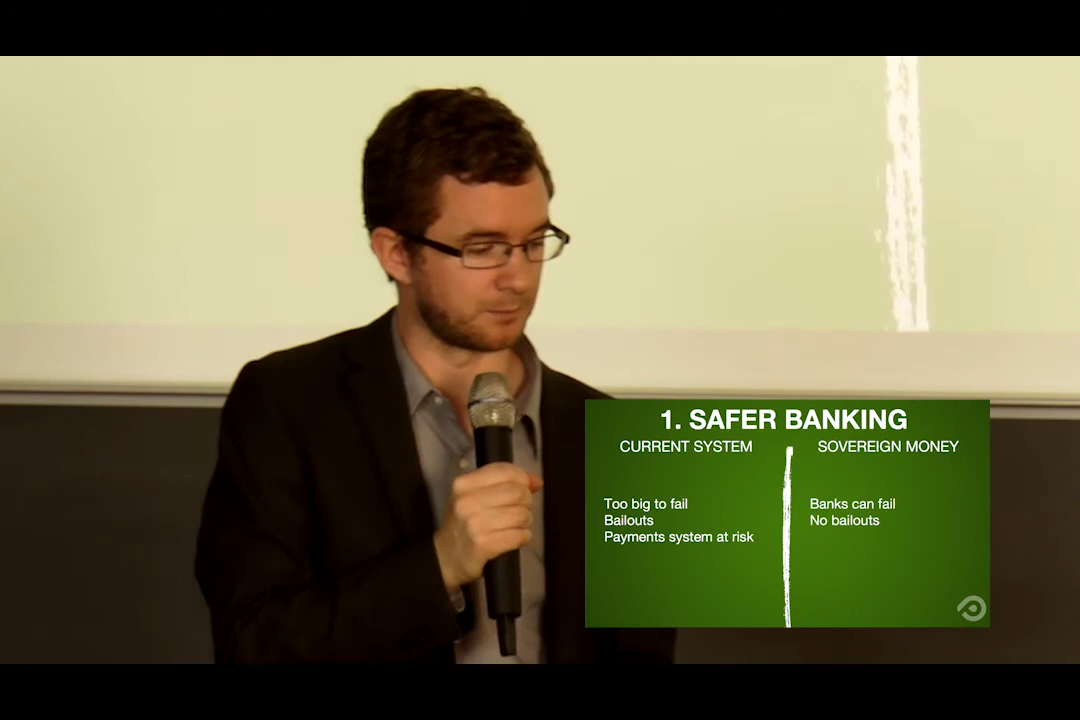 1. SAFER BANKING
CURRENT SYSTEM
Too big to fail
Bailouts
Payments system at risk
SOVEREIGN MONEY
Banks can fail
No bailouts